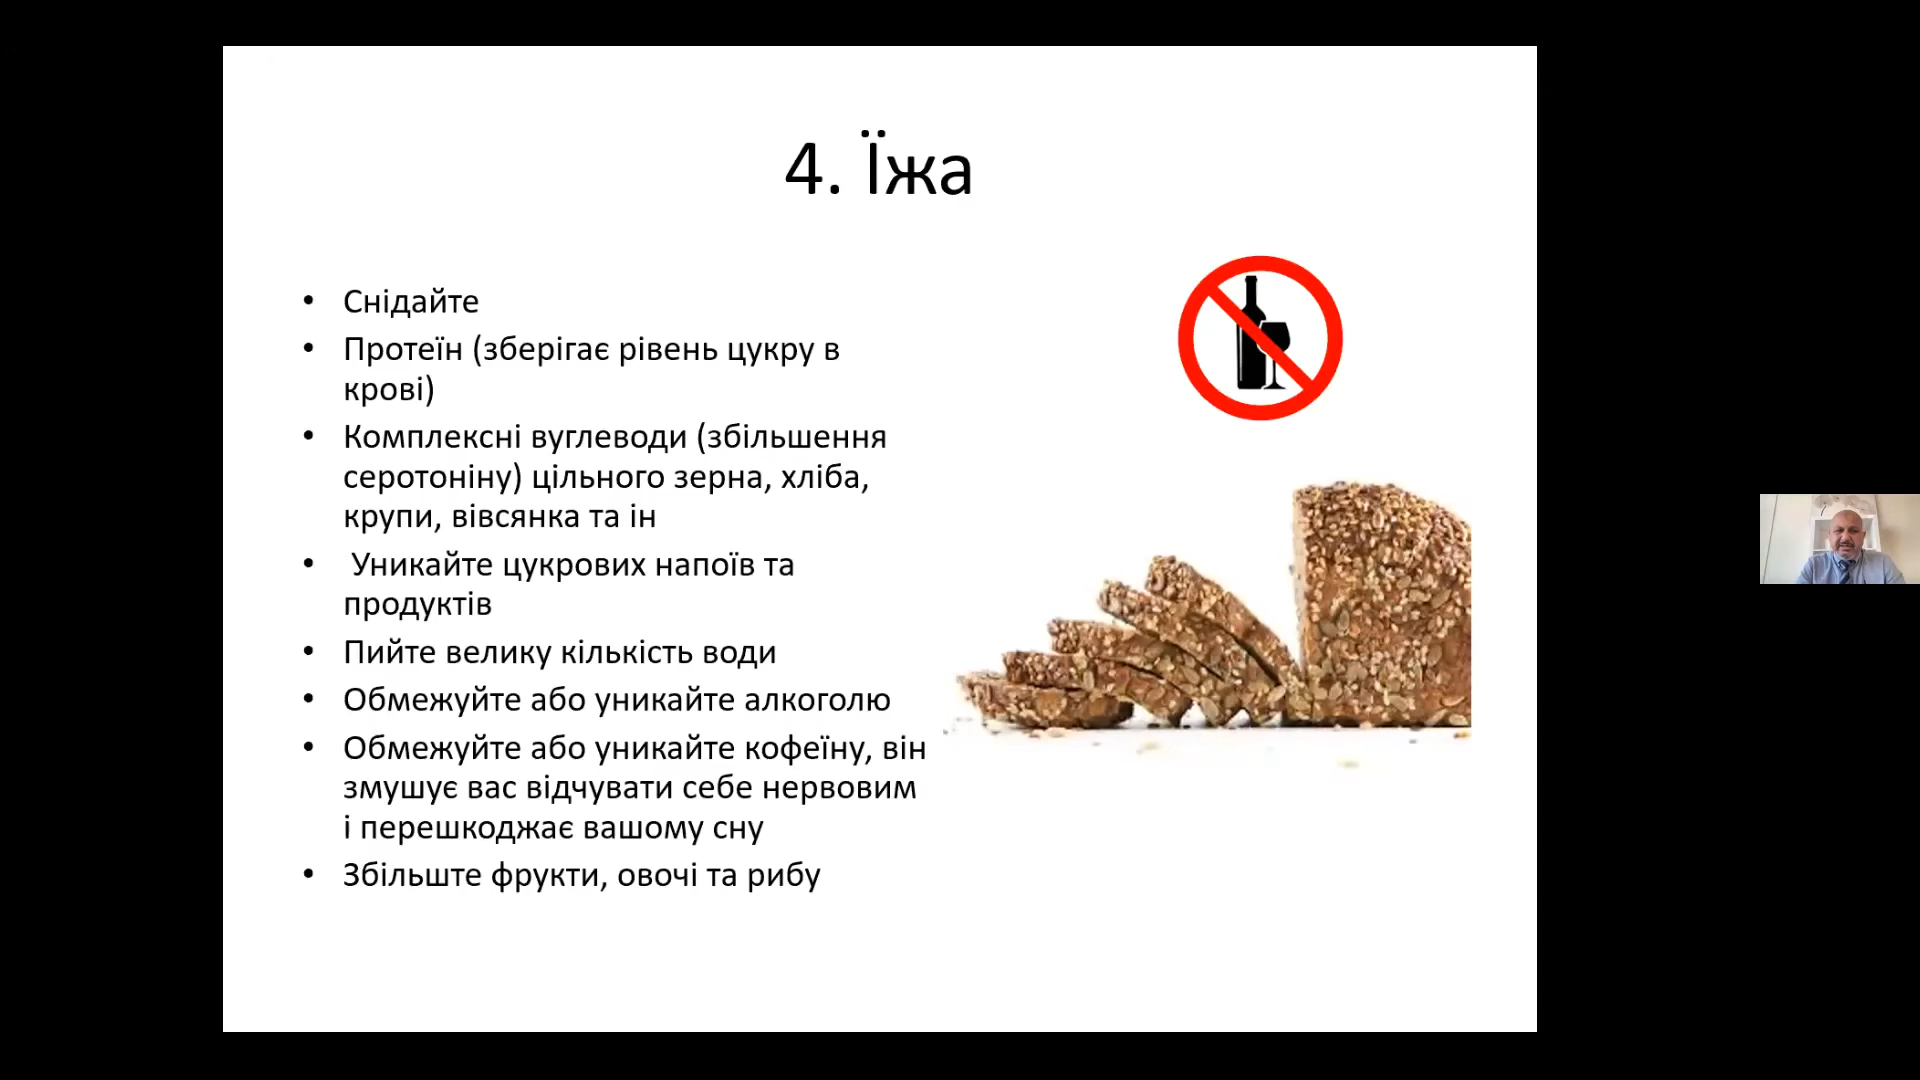 4. Їжа
• Снідайте
• Протеїн (зберігає рівень цукру в
крові)
• Комплексні вуглеводи (збільшення
серотоніну) цільного зерна, хліба,
крупи, вівсянка та ін
• Уникайте цукрових напоїв та
продуктів
• Пийте велику кількість води
• Обмежуйте або уникайте алкоголю
• Обмежуйте або уникайте кофеїну, він
змушує вас відчувати себе нервовим
і перешкоджає вашому сну
• Збільште фрукти, овочі та рибу